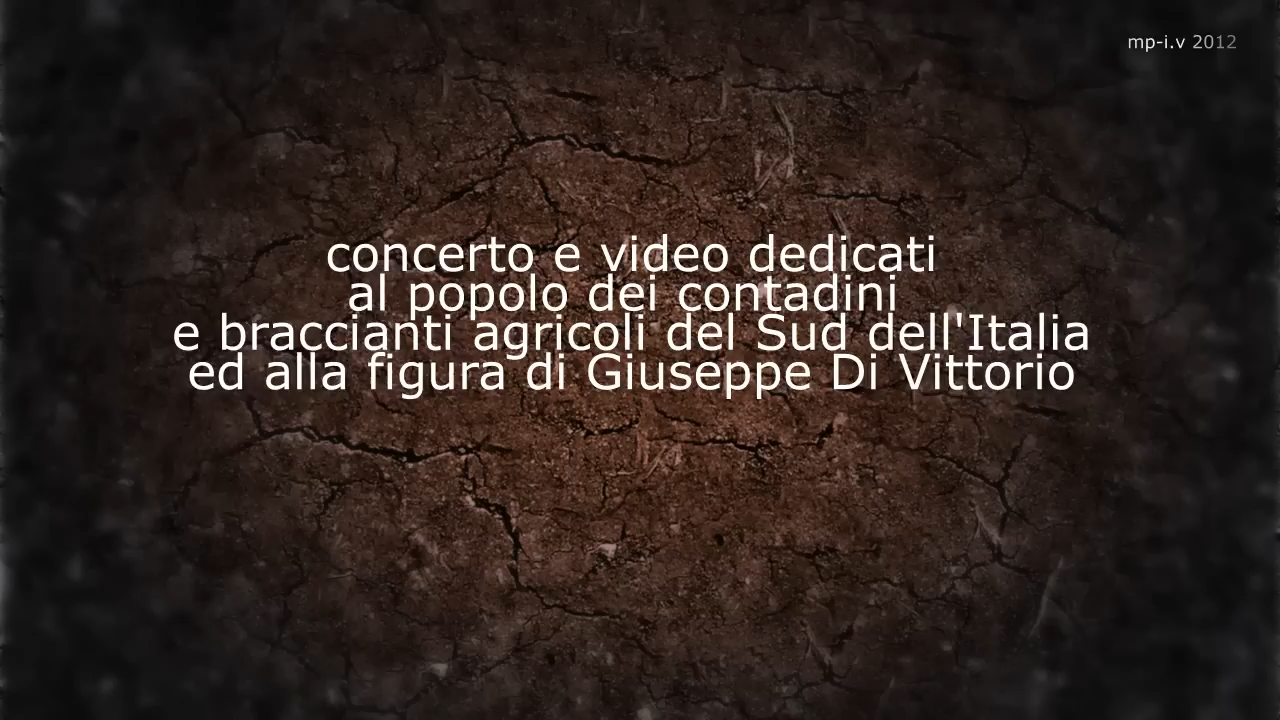 mp-i.v 2012
concerto e video dedicati
al popolo dei contadini
e braccianti agricoli del Sud dell'Italia
ed alla figura di Giuseppe Di Vittorio